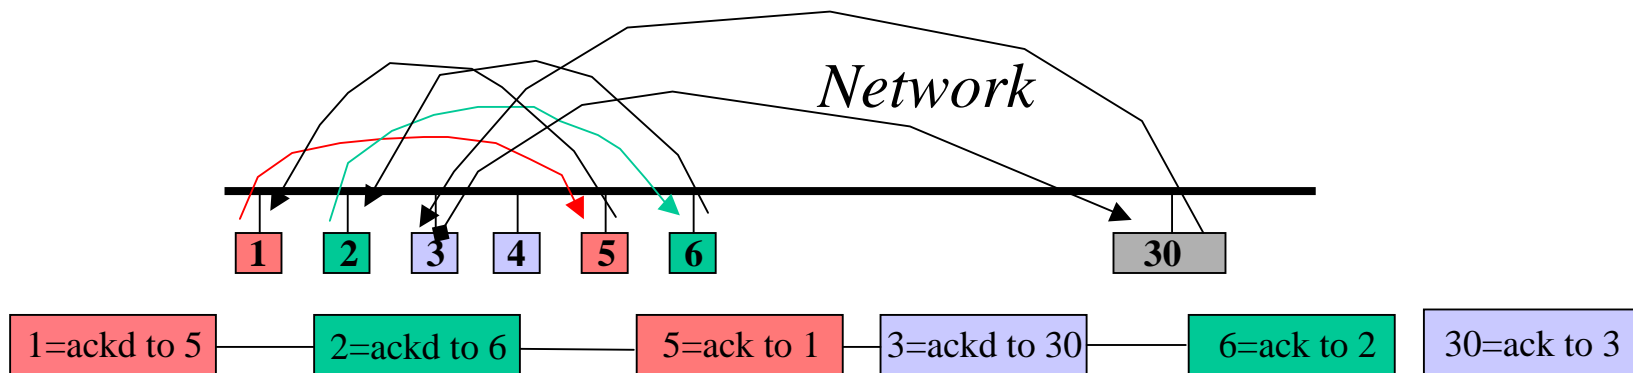 Network
1 2 3 4 5 6 30
1=ackd to 5 2=ackd to 6 5=ack to 1 3=ackd to 30 6=ack to 2 30=ack to 3